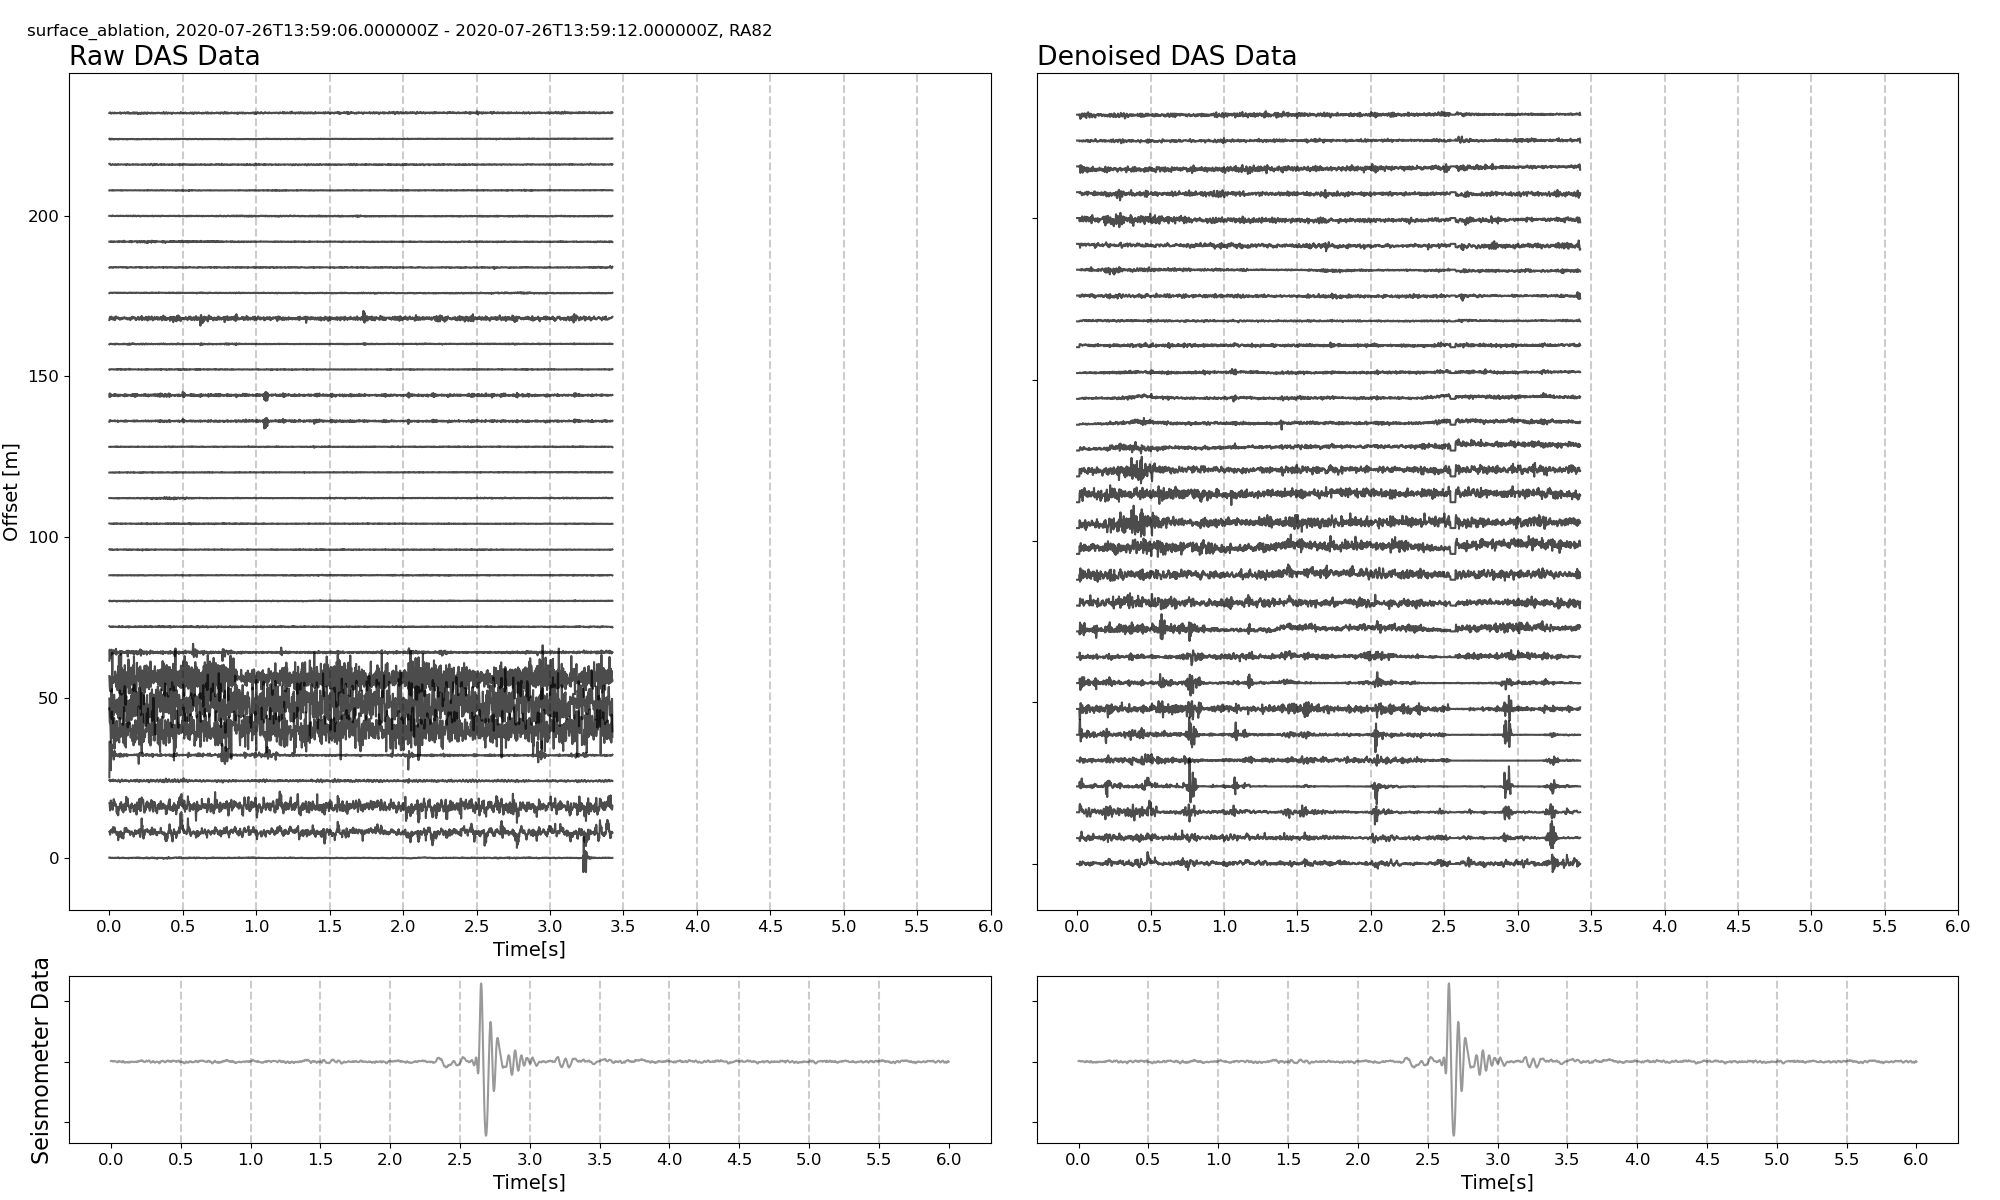 surface_ablation, 2020-07-26T13:59:06.000000Z - 2020-07-26T13:59:12.000000Z, RA82
Raw DAS Data
Denoised DAS Data
Offset [m]
200
150
100
50
0
0.0 0.5 1.0 1.5 2.0 2.5 3.0 3.5 4.0 4.5 5.0 5.5 6.0
Time[s]
0.0 0.5 1.0 1.5 2.0 2.5 3.0 3.5 4.0 4.5 5.0 5.5 6.0
Seismometer Data
0.0 0.5 1.0 1.5 2.0 2.5 3.0 3.5 4.0 4.5 5.0 5.5 6.0
Time[s]
0.0 0.5 1.0 1.5 2.0 2.5 3.0 3.5 4.0 4.5 5.0 5.5 6.0
Time[s]